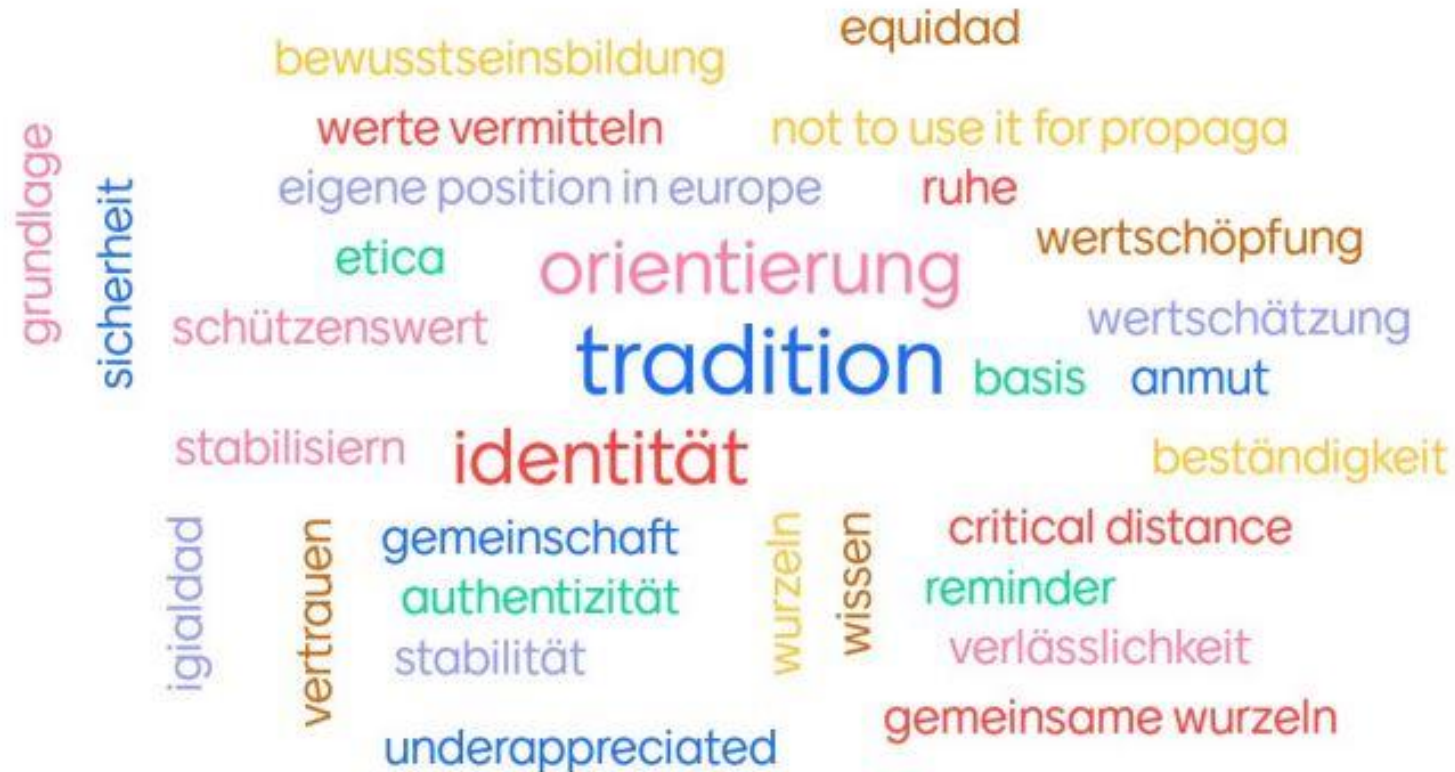 equidad
bewusstseinsbildung
werte vermitteln
not to use it for propaga
grundlage
sicherheit
eigene position in europe
ruhe
wertschöpfung
etica
orientierung
schützenswert
wertschätzung
tradition
basis
anmut
stabilisiern
identität
beständigkeit
igialdad
vertrauen
gemeinschaft
wurzeln
wissen
critical distance
authentizität
reminder
stabilität
verlässlichkeit
gemeinsame wurzeln
underappreciated